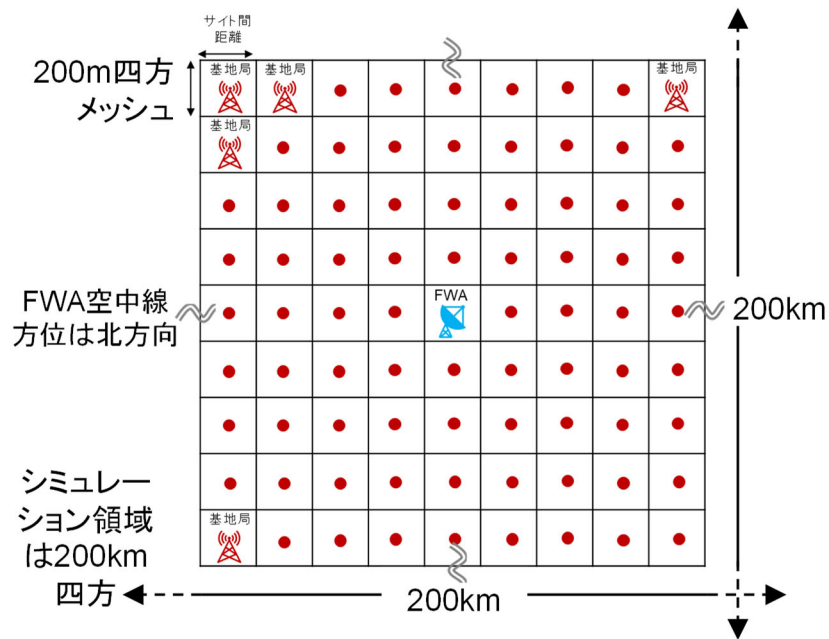 サイト間
距離
200m四方
メッシュ
基地局
基地局
基地局
基地局
FWA空中線
方位は北方向
FWA
200km
シミュレー
ション領域
は200km
四方
基地局
200km